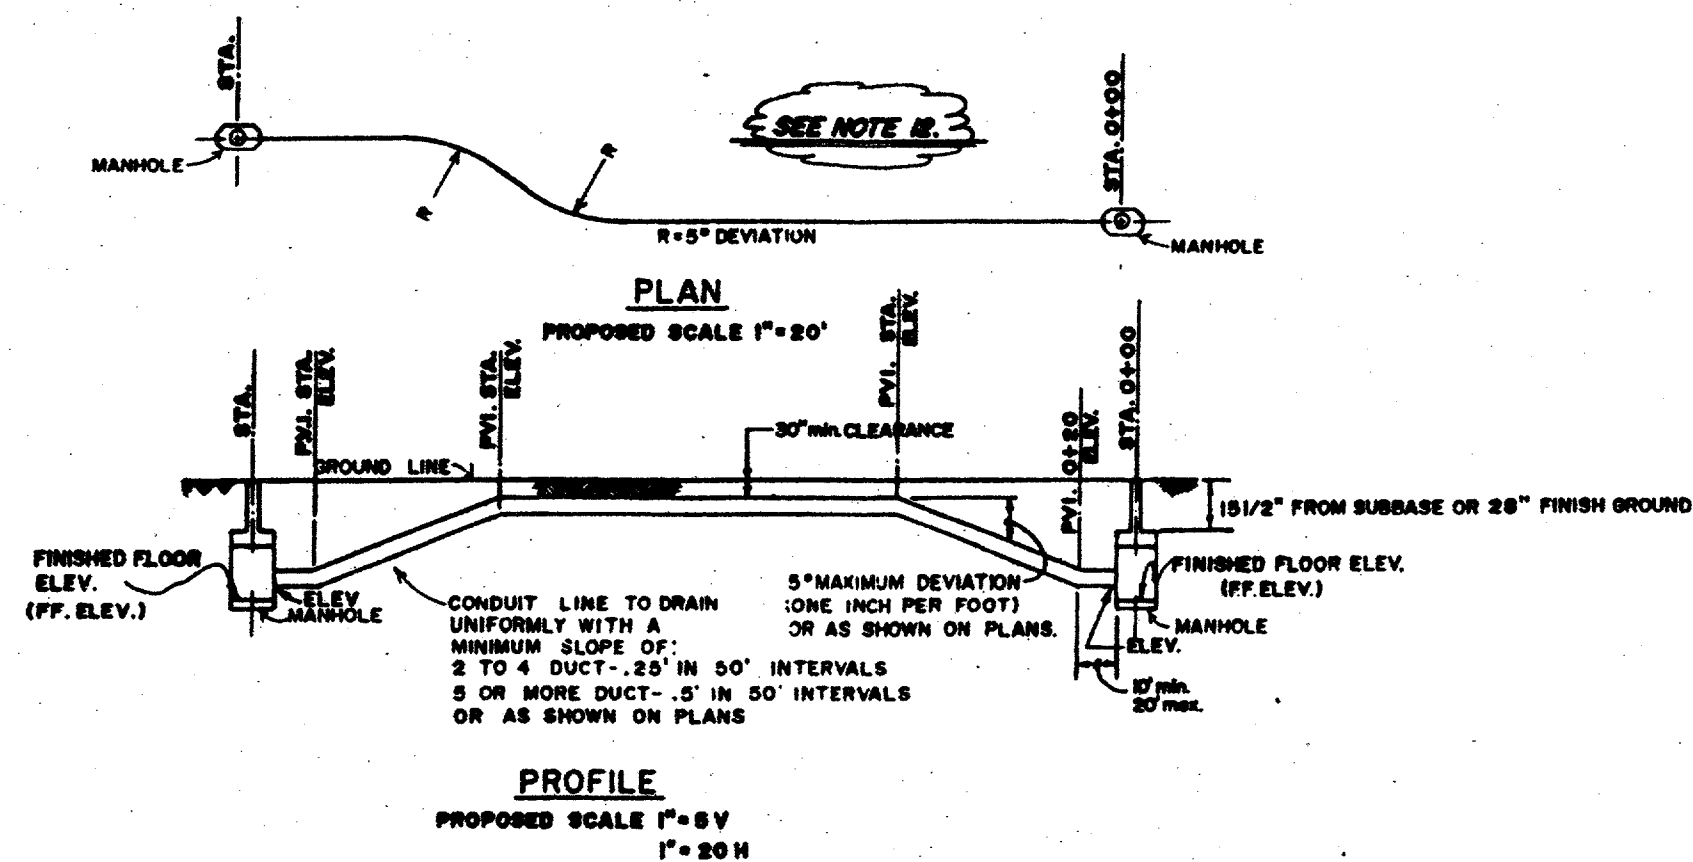 STA.
MANHOLE
R
R
SEE NOTE 12.
STA. 0+00
R=5° DEVIATION
MANHOLE
PLAN
PROPOSED SCALE 1"=20'
STA.
P.V.I. STA.
ELEV.
PVI. STA.
ELEV.
PVI. STA.
ELEV.
PVI. 0+20
ELEV.
STA. 0+00
30" min. CLEARANCE
GROUND LINE
15 1/2" FROM SUBBASE OR 28" FINISH GROUND
FINISHED FLOOR
ELEV.
(FF. ELEV.)
ELEV
MANHOLE
CONDUIT LINE TO DRAIN
UNIFORMLY WITH A
MINIMUM SLOPE OF:
2 TO 4 DUCT-.25' IN 50' INTERVALS
5 OR MORE DUCT-.5' IN 50' INTERVALS
OR AS SHOWN ON PLANS
5° MAXIMUM DEVIATION
(ONE INCH PER FOOT)
OR AS SHOWN ON PLANS.
FINISHED FLOOR ELEV.
(F.F. ELEV.)
MANHOLE
ELEV.
10' min.
20' max.
PROFILE
PROPOSED SCALE 1"=5 V
1"=20 H